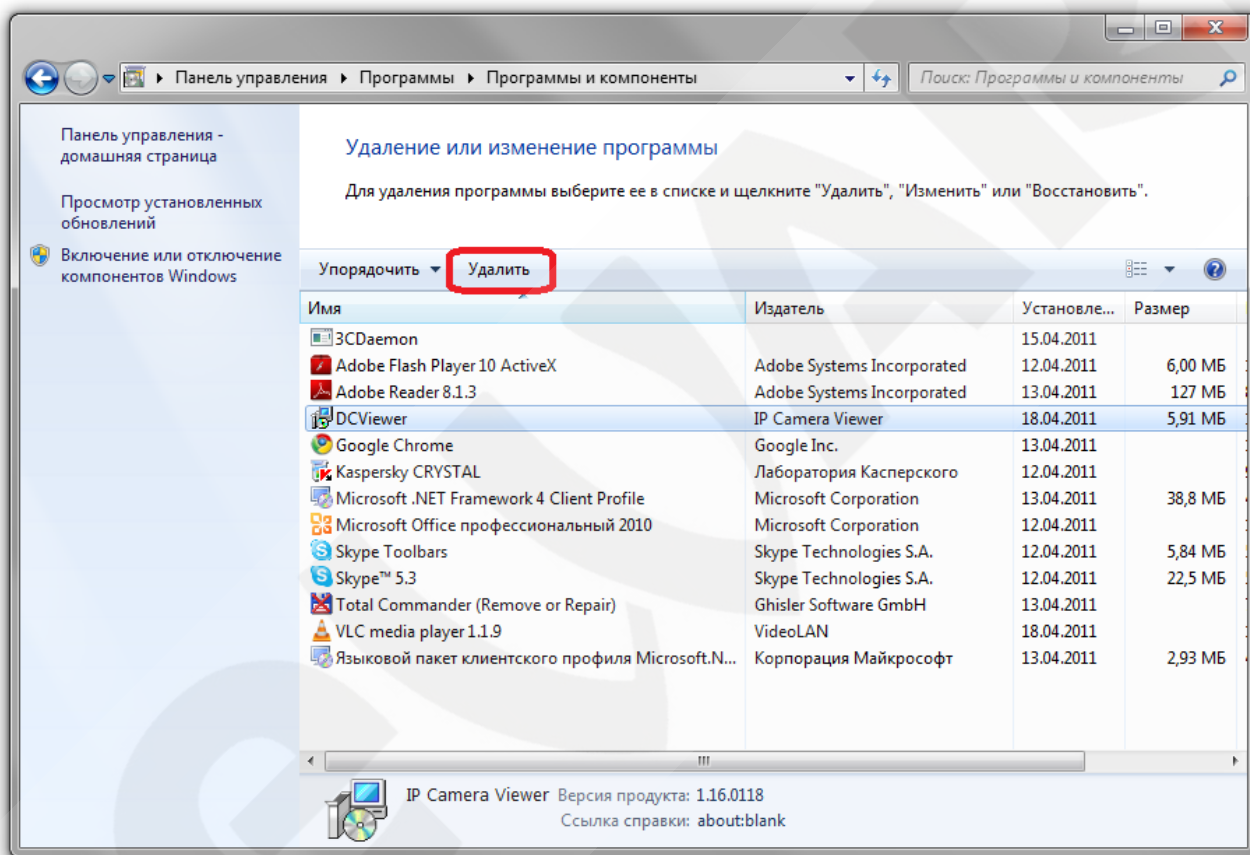 Панель управления ▸ Программы ▸ Программы и компоненты
Поиск: Программы и компоненты
Панель управления -
домашняя страница
Просмотр установленных
обновлений
Включение или отключение
компонентов Windows
Удаление или изменение программы
Для удаления программы выберите ее в списке и щелкните "Удалить", "Изменить" или "Восстановить".
Упорядочить Удалить
Имя Издатель Установле... Размер
3CDaemon 15.04.2011
Adobe Flash Player 10 ActiveX Adobe Systems Incorporated 12.04.2011 6,00 МБ
Adobe Reader 8.1.3 Adobe Systems Incorporated 13.04.2011 127 МБ
DCViewer IP Camera Viewer 18.04.2011 5,91 МБ
Google Chrome Google Inc. 13.04.2011
Kaspersky CRYSTAL Лаборатория Касперского 12.04.2011
Microsoft .NET Framework 4 Client Profile Microsoft Corporation 13.04.2011 38,8 МБ
Microsoft Office профессиональный 2010 Microsoft Corporation 12.04.2011
Skype Toolbars Skype Technologies S.A. 12.04.2011 5,84 МБ
Skype™ 5.3 Skype Technologies S.A. 12.04.2011 22,5 МБ
Total Commander (Remove or Repair) Ghisler Software GmbH 13.04.2011
VLC media player 1.1.9 VideoLAN 18.04.2011
Языковой пакет клиентского профиля Microsoft.N... Корпорация Майкрософт 13.04.2011 2,93 МБ
IP Camera Viewer Версия продукта: 1.16.0118
Ссылка справки: about:blank